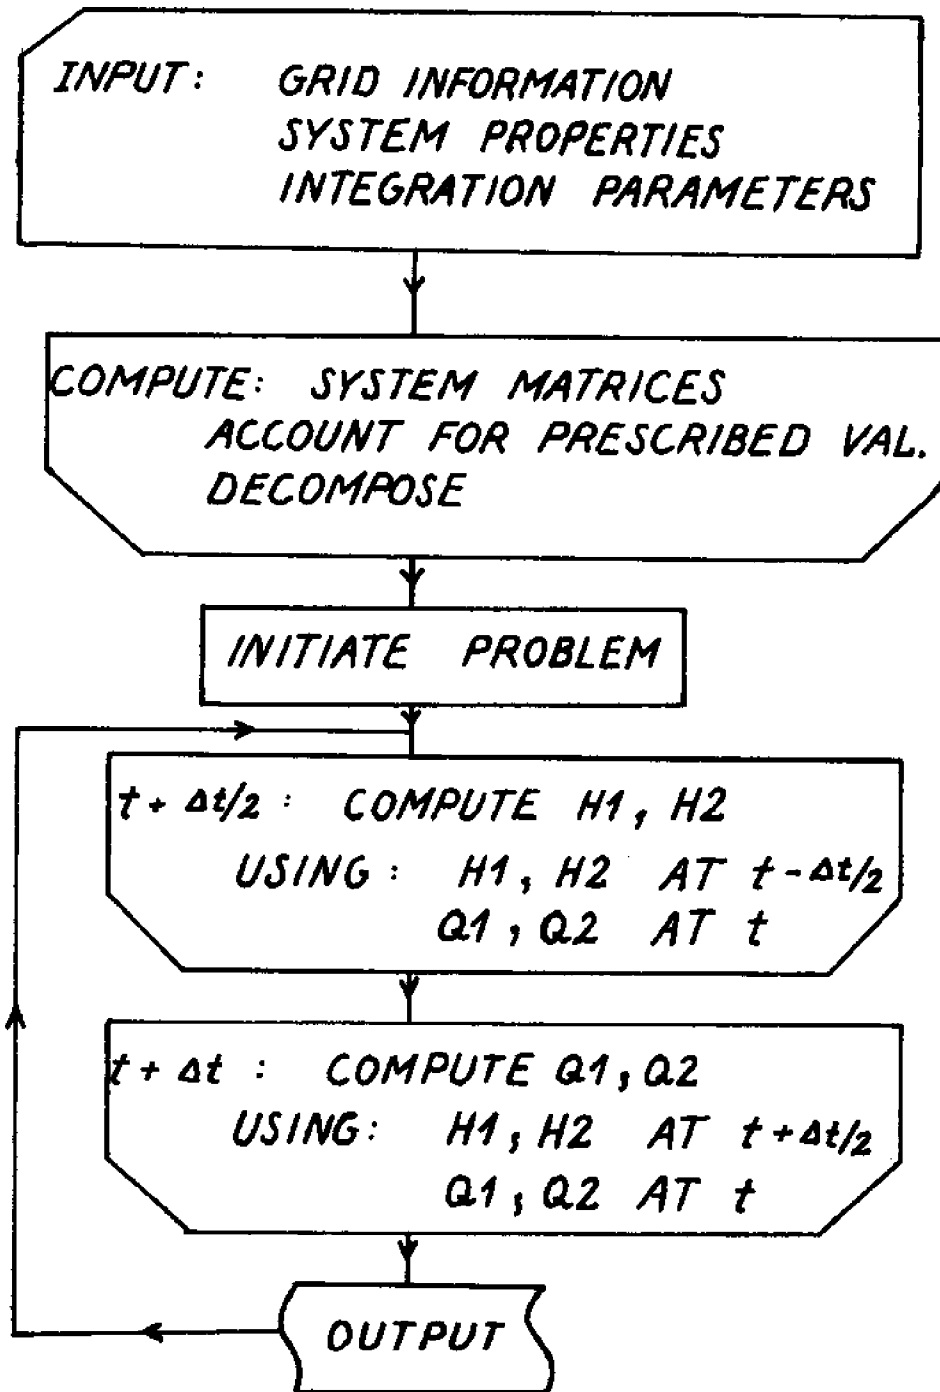 INPUT: GRID INFORMATION
SYSTEM PROPERTIES
INTEGRATION PARAMETERS
COMPUTE: SYSTEM MATRICES
ACCOUNT FOR PRESCRIBED VAL.
DECOMPOSE
INITIATE PROBLEM
t + Δt/2 : COMPUTE H1, H2
USING: H1, H2 AT t - Δt/2
Q1, Q2 AT t
t + Δt : COMPUTE Q1, Q2
USING: H1, H2 AT t + Δt/2
Q1, Q2 AT t
OUTPUT